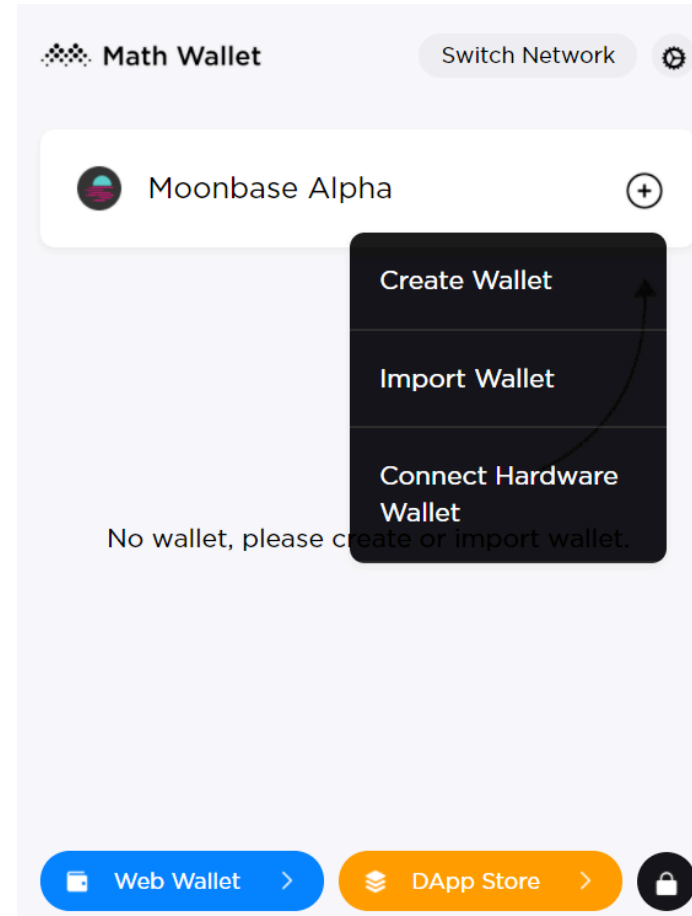 Math Wallet
Switch Network
Moonbase Alpha
Create Wallet
Import Wallet
Connect Hardware
Wallet
No wallet, please create or import wallet.
Web Wallet
DApp Store